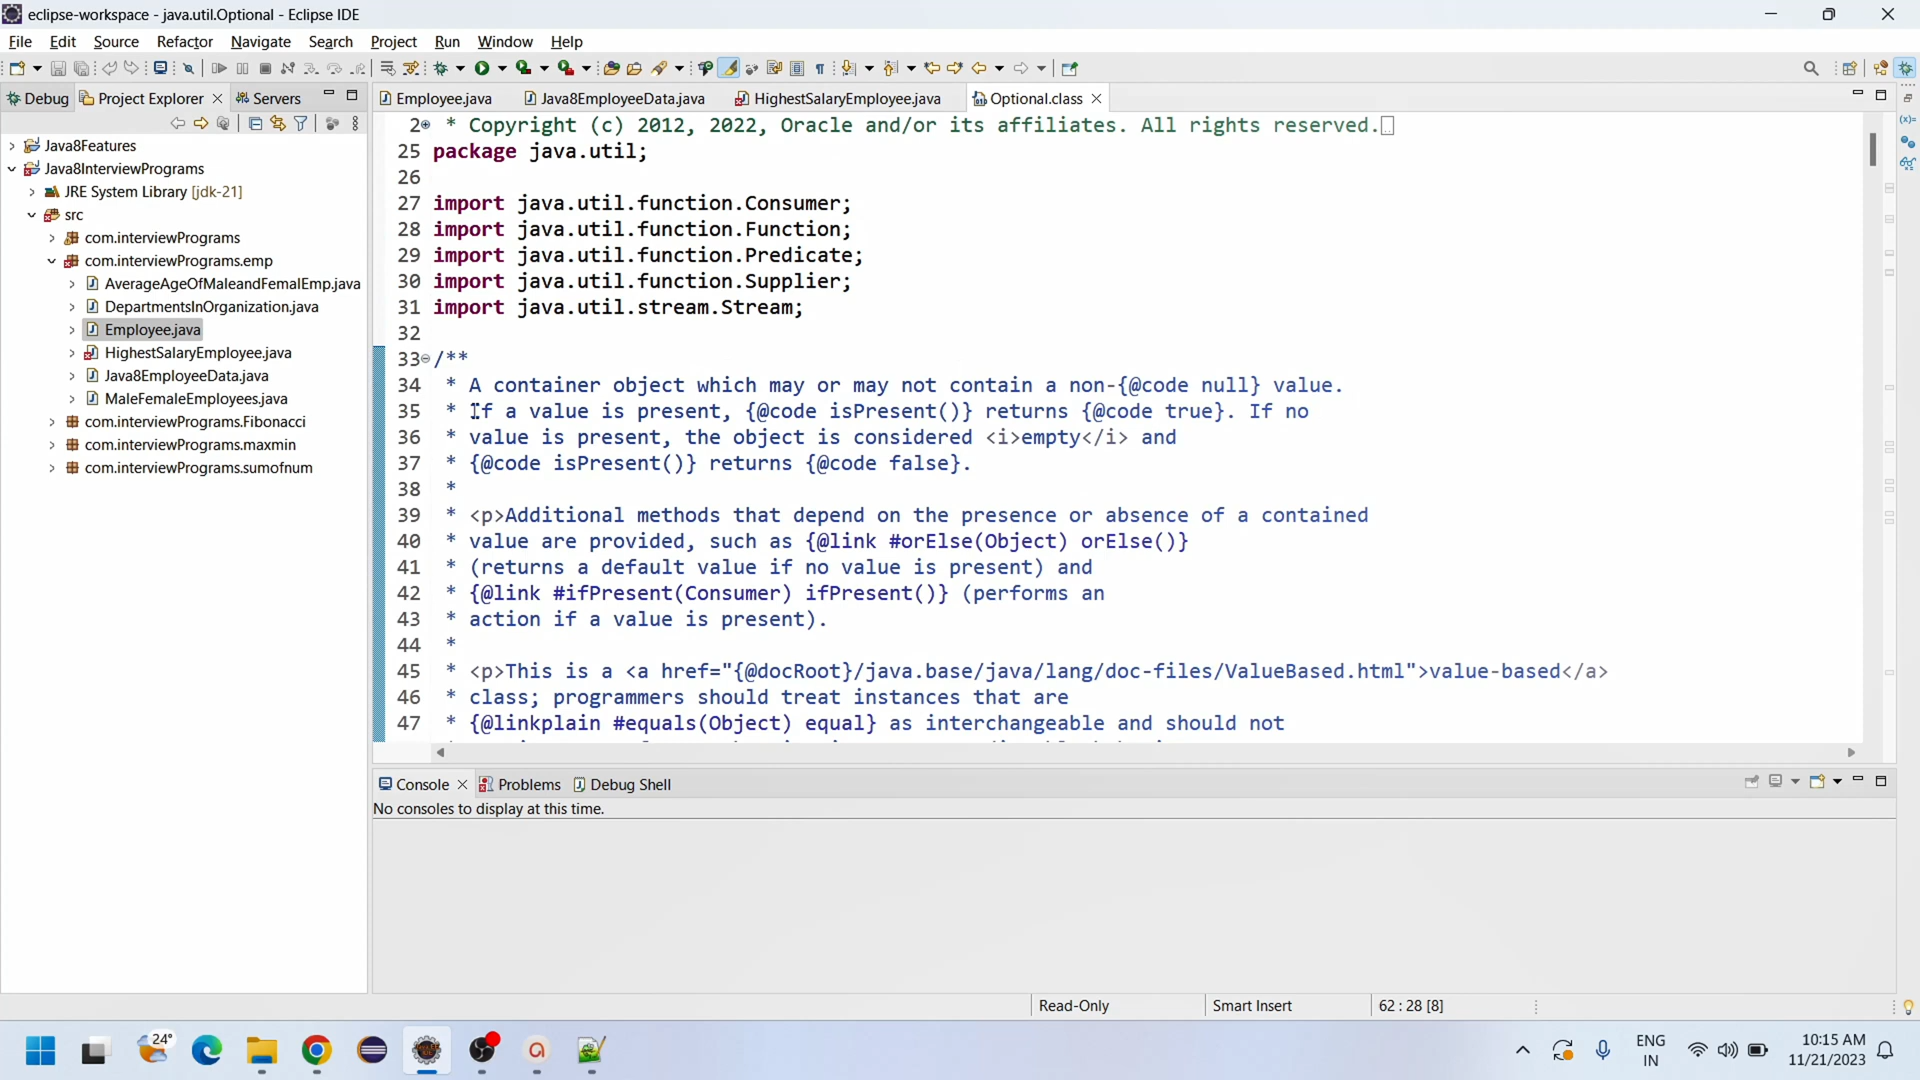 eclipse-workspace - java.util.Optional - Eclipse IDE
File Edit Source Refactor Navigate Search Project Run Window Help
Debug Project Explorer Servers
Employee.java Java8EmployeeData.java HighestSalaryEmployee.java Optional.class
Java8Features
Java8InterviewPrograms
JRE System Library [jdk-21]
src
com.interviewPrograms
com.interviewPrograms.emp
AverageAgeOfMaleandFemalEmp.java
DepartmentsInOrganization.java
Employee.java
HighestSalaryEmployee.java
Java8EmployeeData.java
MaleFemaleEmployees.java
com.interviewPrograms.Fibonacci
com.interviewPrograms.maxmin
com.interviewPrograms.sumofnum
2 * Copyright (c) 2012, 2022, Oracle and/or its affiliates. All rights reserved.
25 package java.util;
26
27 import java.util.function.Consumer;
28 import java.util.function.Function;
29 import java.util.function.Predicate;
30 import java.util.function.Supplier;
31 import java.util.stream.Stream;
32
33 /**
34 * A container object which may or may not contain a non-{@code null} value.
35 * If a value is present, {@code isPresent()} returns {@code true}. If no
36 * value is present, the object is considered <i>empty</i> and
37 * {@code isPresent()} returns {@code false}.
38 *
39 * <p>Additional methods that depend on the presence or absence of a contained
40 * value are provided, such as {@link #orElse(Object) orElse()}
41 * (returns a default value if no value is present) and
42 * {@link #ifPresent(Consumer) ifPresent()} (performs an
43 * action if a value is present).
44 *
45 * <p>This is a <a href="{@docRoot}/java.base/java/lang/doc-files/ValueBased.html">value-based</a>
46 * class; programmers should treat instances that are
47 * {@linkplain #equals(Object) equal} as interchangeable and should not
Console Problems Debug Shell
No consoles to display at this time.
Read-Only Smart Insert 62 : 28 [8]
24°
ENG
IN
10:15 AM
11/21/2023